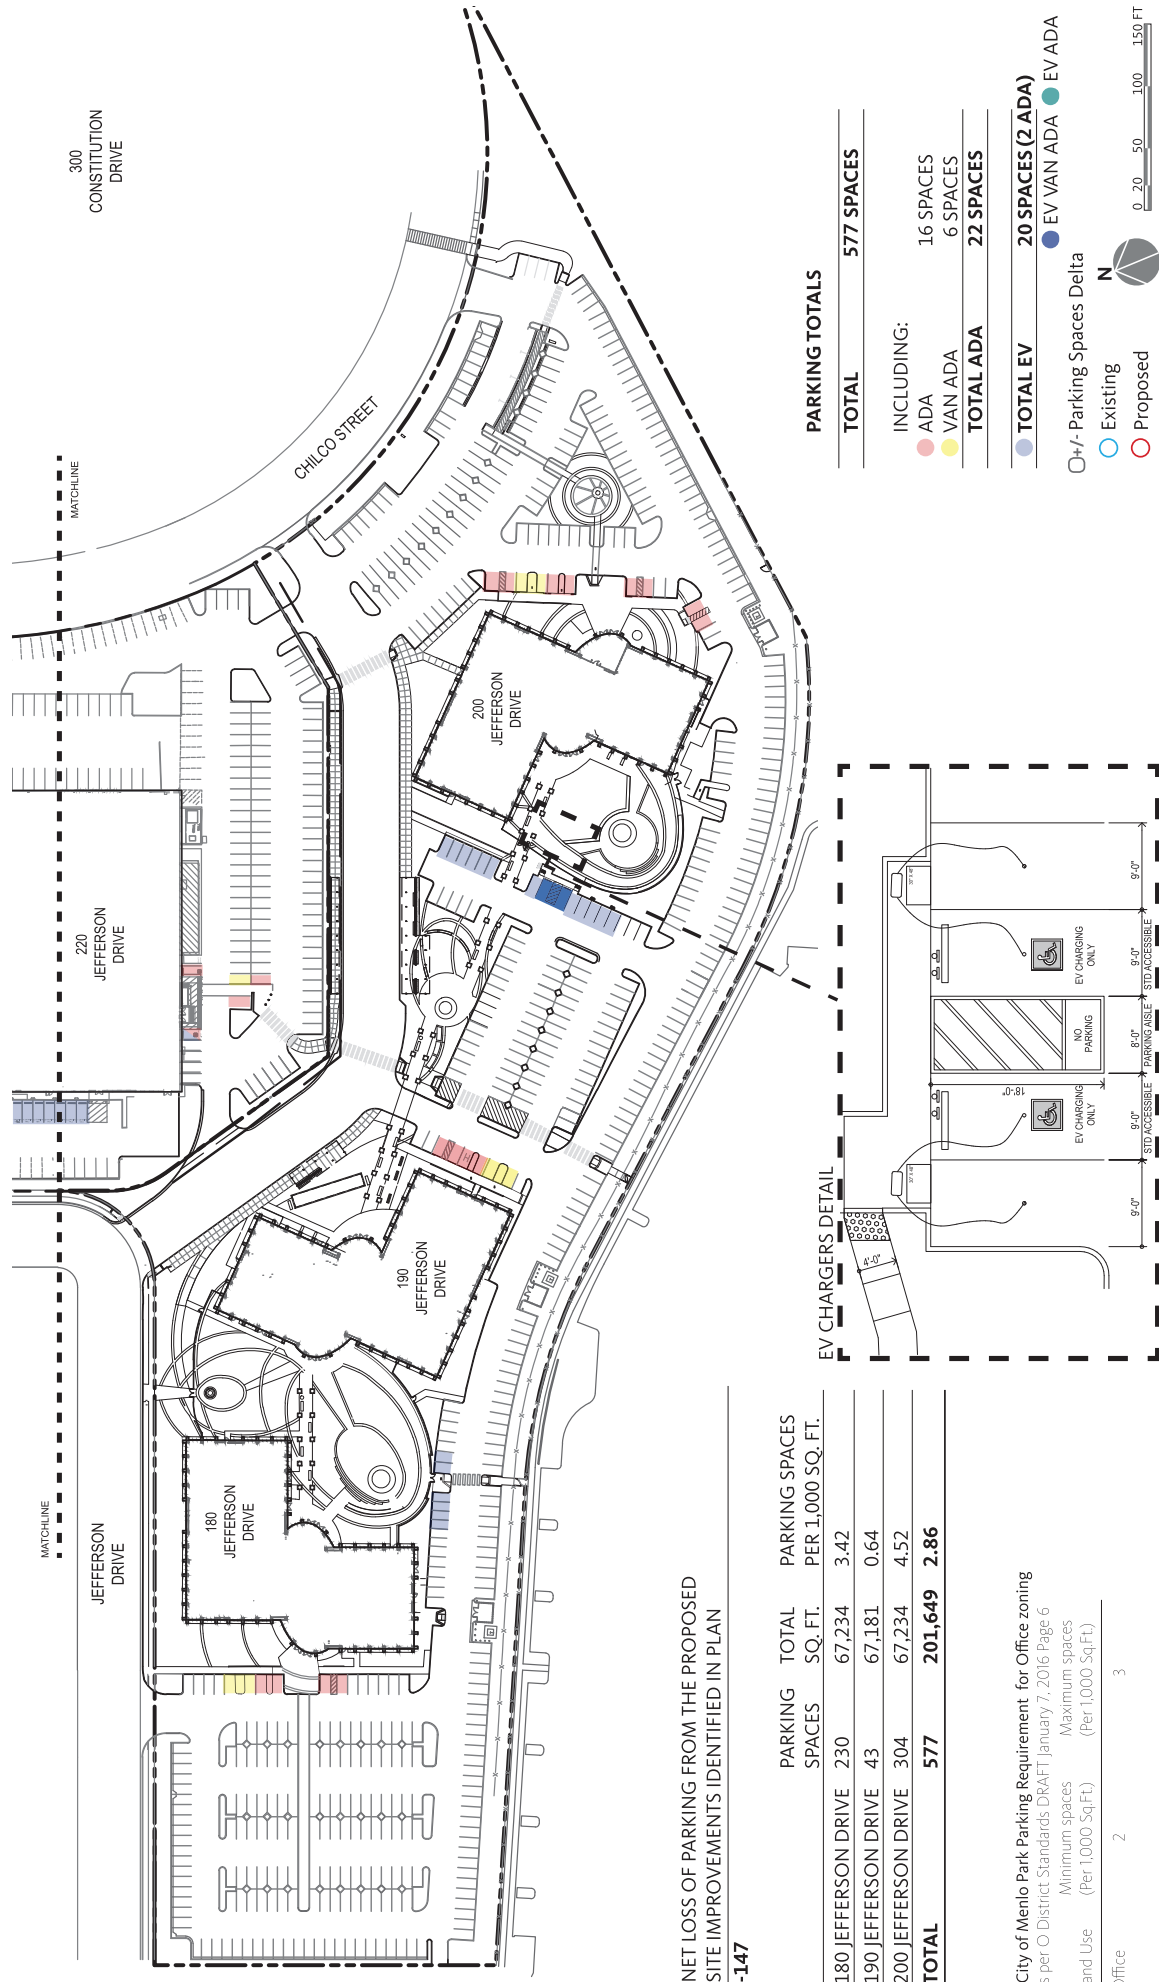 300
CONSTITUTION
DRIVE
MATCHLINE
CHILCO STREET
220
JEFFERSON
DRIVE
200
JEFFERSON
DRIVE
190
JEFFERSON
DRIVE
180
JEFFERSON
DRIVE
MATCHLINE
JEFFERSON
DRIVE
NET LOSS OF PARKING FROM THE PROPOSED
SITE IMPROVEMENTS IDENTIFIED IN PLAN
-147
PARKING SPACES TOTAL SQ. FT. PARKING SPACES PER 1,000 SQ. FT.
180 JEFFERSON DRIVE 230 67,234 3.42
190 JEFFERSON DRIVE 43 67,181 0.64
200 JEFFERSON DRIVE 304 67,234 4.52
TOTAL 577 201,649 2.86
City of Menlo Park Parking Requirement for Office zoning
s per O District Standards DRAFT January 7, 2016 Page 6
and Use Minimum spaces (Per 1,000 Sq.Ft.) Maximum spaces (Per 1,000 Sq.Ft.)
office 2 3
EV CHARGERS DETAIL
4'-0"
30" X 48"
30" X 48"
EV CHARGING
ONLY
NO
PARKING
EV CHARGING
ONLY
18'-0"
9'-0" 9'-0" 8'-0" 9'-0" 9'-0"
STD ACCESSIBLE PARKING AISLE STD ACCESSIBLE
PARKING TOTALS
TOTAL 577 SPACES
INCLUDING:
ADA 16 SPACES
VAN ADA 6 SPACES
TOTAL ADA 22 SPACES
TOTAL EV 20 SPACES (2 ADA)
EV VAN ADA EV ADA
+/- Parking Spaces Delta
Existing
Proposed
N
0 20 50 100 150 FT